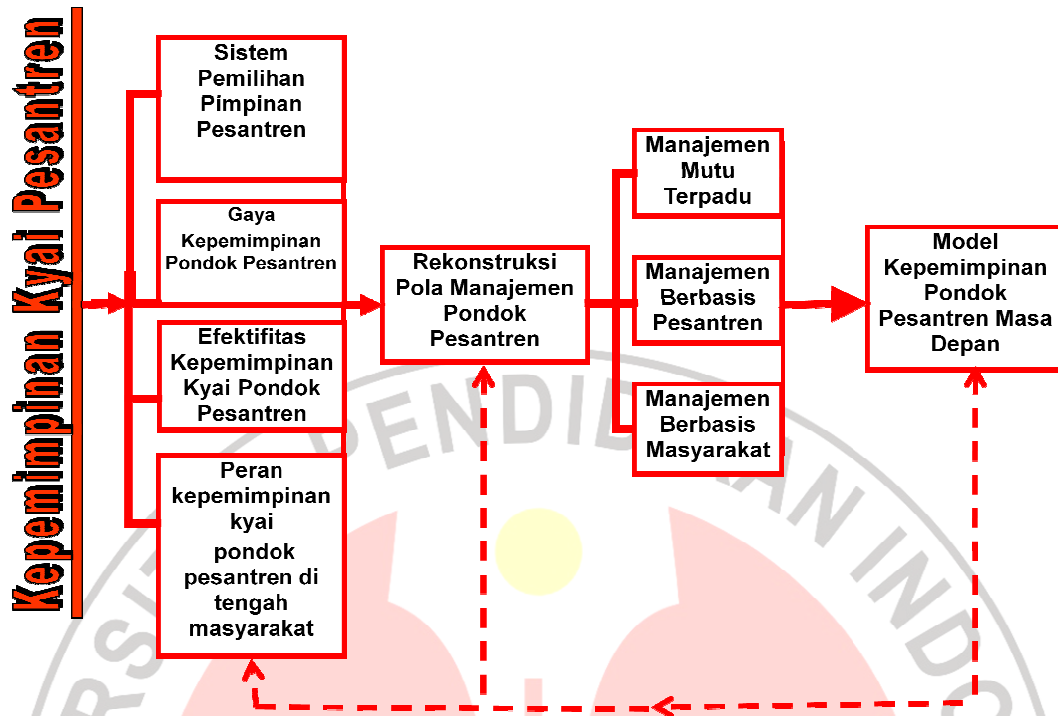 Kepemimpinan Kyai Pesantren
Sistem
Pemilihan
Pimpinan
Pesantren
Gaya
Kepemimpinan
Pondok Pesantren
Efektifitas
Kepemimpinan
Kyai Pondok
Pesantren
Peran
kepemimpinan
kyai
pondok
pesantren di
tengah
masyarakat
Rekonstruksi
Pola Manajemen
Pondok
Pesantren
Manajemen
Mutu
Terpadu
Manajemen
Berbasis
Pesantren
Manajemen
Berbasis
Masyarakat
Model
Kepemimpinan
Pondok
Pesantren Masa
Depan